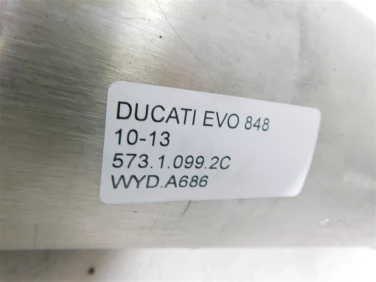 DUCATI EVO 848
10-13
573.1.099.2C
WYD.A686